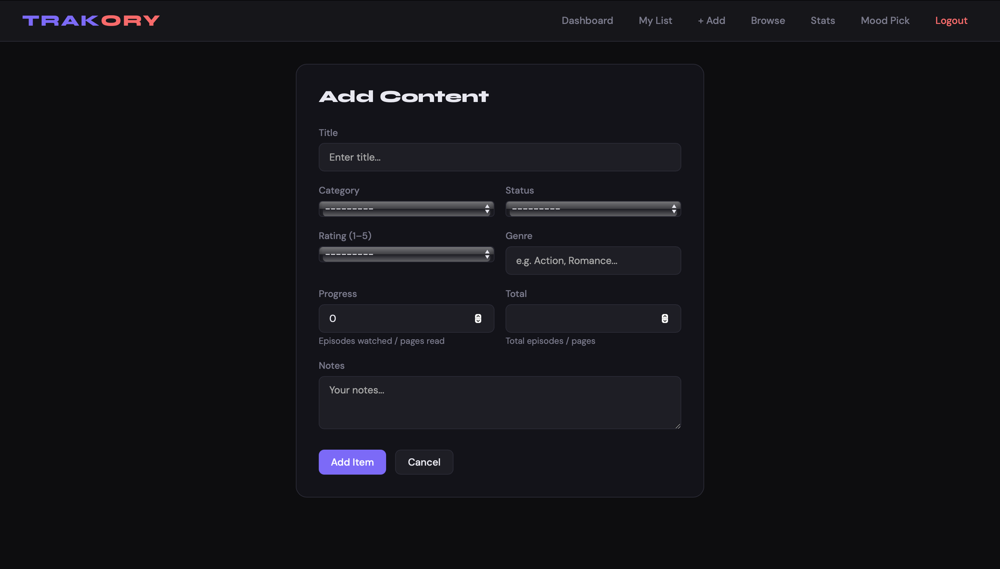 TRAKORY Dashboard My List + Add Browse Stats Mood Pick Logout
Add Content
Title
Enter title...
Category Status
--------- ---------
Rating (1–5) Genre
--------- e.g. Action, Romance...
Progress Total
0
Episodes watched / pages read Total episodes / pages
Notes
Your notes...
Add Item Cancel